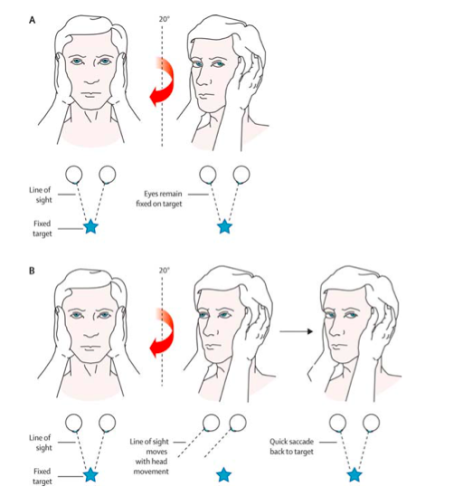 A
20°
Line of
sight
Fixed
target
Eyes remain
fixed on target
B
20°
Line of
sight
Fixed
target
Line of sight
moves
with head
movement
Quick saccade
back to target